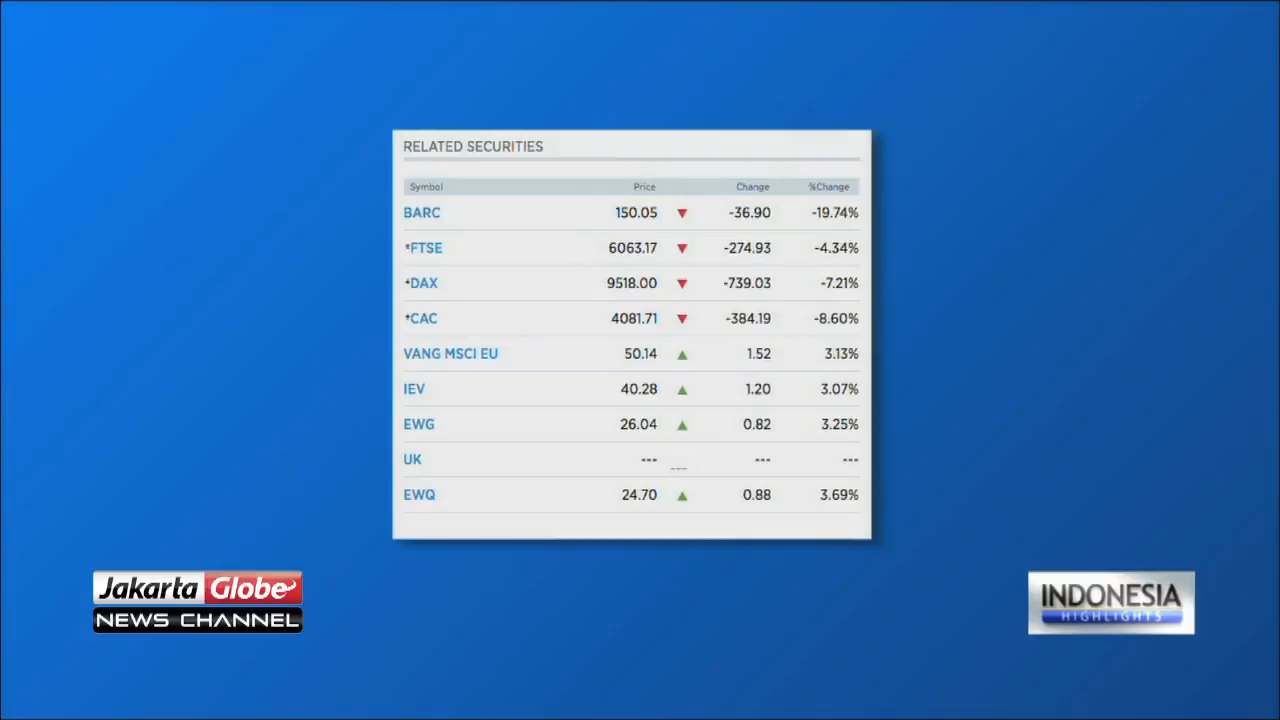 RELATED SECURITIES
Symbol Price Change %Change
BARC 150.05 ▼ -36.90 -19.74%
*FTSE 6063.17 ▼ -274.93 -4.34%
*DAX 9518.00 ▼ -739.03 -7.21%
*CAC 4081.71 ▼ -384.19 -8.60%
VANG MSCI EU 50.14 ▲ 1.52 3.13%
IEV 40.28 ▲ 1.20 3.07%
EWG 26.04 ▲ 0.82 3.25%
UK --- --- --- ---
EWQ 24.70 ▲ 0.88 3.69%
Jakarta Globe
NEWS CHANNEL
INDONESIA
HIGHLIGHTS